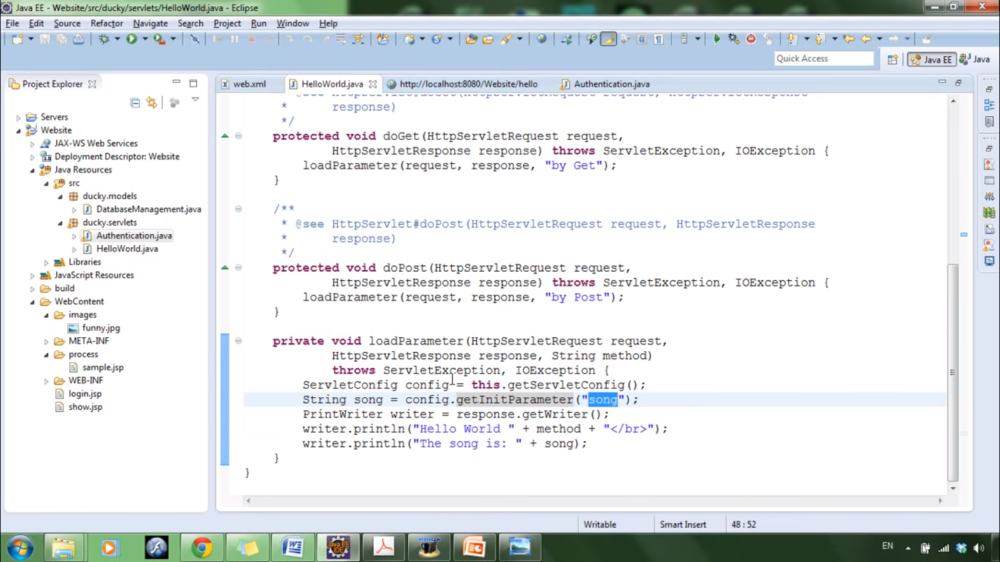 Java EE - Website/src/ducky/servlets/HelloWorld.java - Eclipse
File Edit Source Refactor Navigate Search Project Run Window Help
Quick Access
Java EE
Java
Project Explorer
web.xml
HelloWorld.java
http://localhost:8080/Website/hello
Authentication.java
Servers
Website
JAX-WS Web Services
Deployment Descriptor: Website
Java Resources
src
ducky.models
DatabaseManagement.java
ducky.servlets
Authentication.java
HelloWorld.java
Libraries
JavaScript Resources
build
WebContent
images
funny.jpg
META-INF
process
sample.jsp
WEB-INF
login.jsp
show.jsp
* response)
*/
protected void doGet(HttpServletRequest request,
HttpServletResponse response) throws ServletException, IOException {
loadParameter(request, response, "by Get");
}
/**
* @see HttpServlet#doPost(HttpServletRequest request, HttpServletResponse
* response)
*/
protected void doPost(HttpServletRequest request,
HttpServletResponse response) throws ServletException, IOException {
loadParameter(request, response, "by Post");
}
private void loadParameter(HttpServletRequest request,
HttpServletResponse response, String method)
throws ServletException, IOException {
ServletConfig config = this.getServletConfig();
String song = config.getInitParameter("song");
PrintWriter writer = response.getWriter();
writer.println("Hello World " + method + "</br>");
writer.println("The song is: " + song);
}
}
Writable
Smart Insert
48 : 52
EN